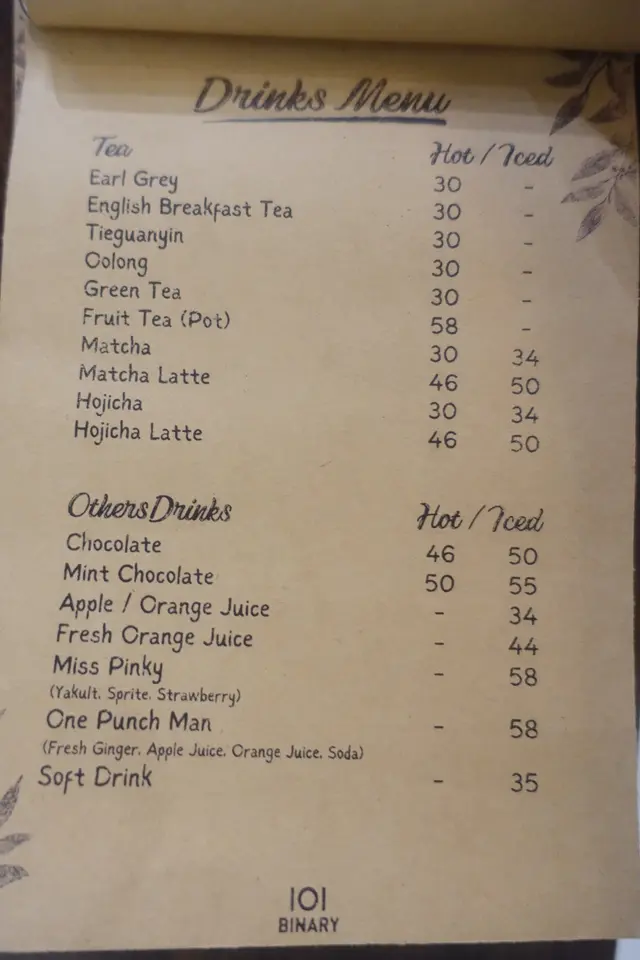 Drinks Menu
Tea Hot / Iced
Earl Grey 30 -
English Breakfast Tea 30 -
Tieguanyin 30 -
Oolong 30 -
Green Tea 30 -
Fruit Tea (Pot) 58 -
Matcha 30 34
Matcha Latte 46 50
Hojicha 30 34
Hojicha Latte 46 50
Others Drinks Hot / Iced
Chocolate 46 50
Mint Chocolate 50 55
Apple / Orange Juice - 34
Fresh Orange Juice - 44
Miss Pinky - 58
(Yakult, Sprite, Strawberry)
One Punch Man - 58
(Fresh Ginger, Apple Juice, Orange Juice, Soda)
Soft Drink - 35
101
BINARY